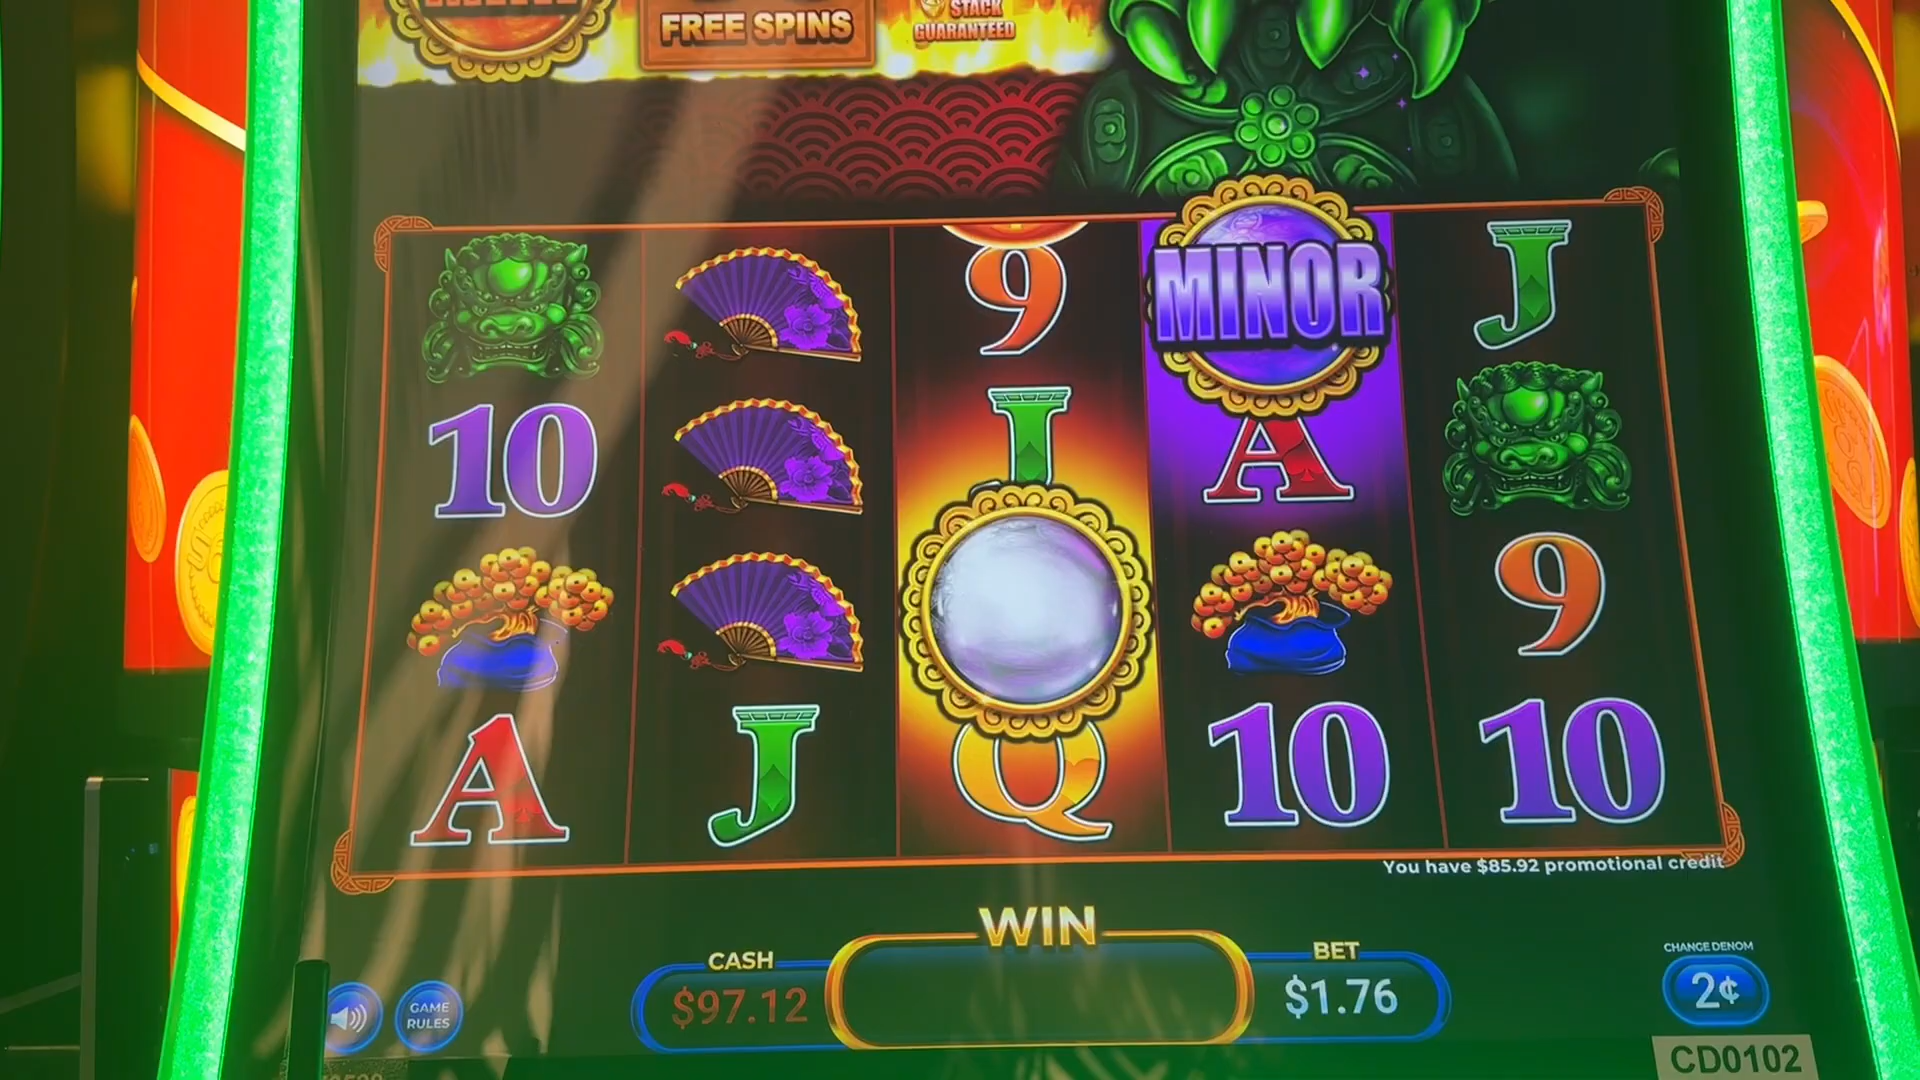 STACK
FREE SPINS
GUARANTEED
9
MINOR
J
10
J
A
9
A
J
Q
10
10
You have $85.92 promotional credit
WIN
CASH
BET
CHANGE DENOM
$97.12
$1.76
2¢
GAME
RULES
CD0102